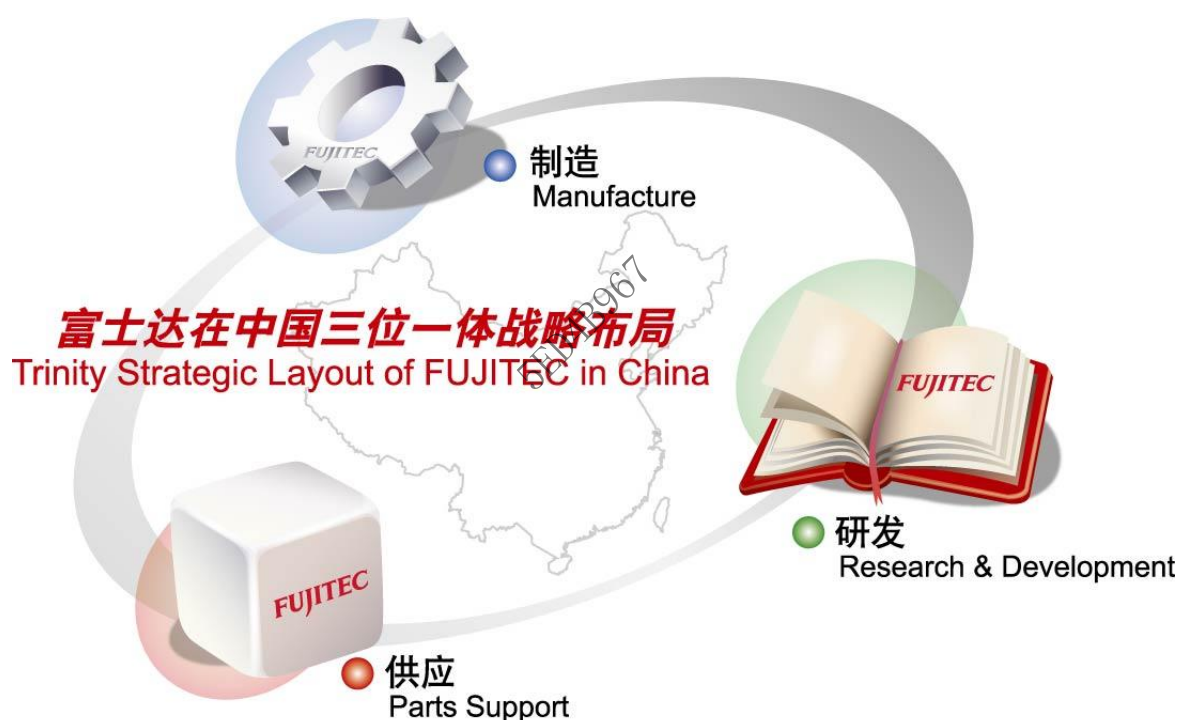 FUJITEC
制造
Manufacture
富士达在中国三位一体战略布局
Trinity Strategic Layout of FUJITEC in China
FUJITEC
研发
Research & Development
FUJITEC
供应
Parts Support